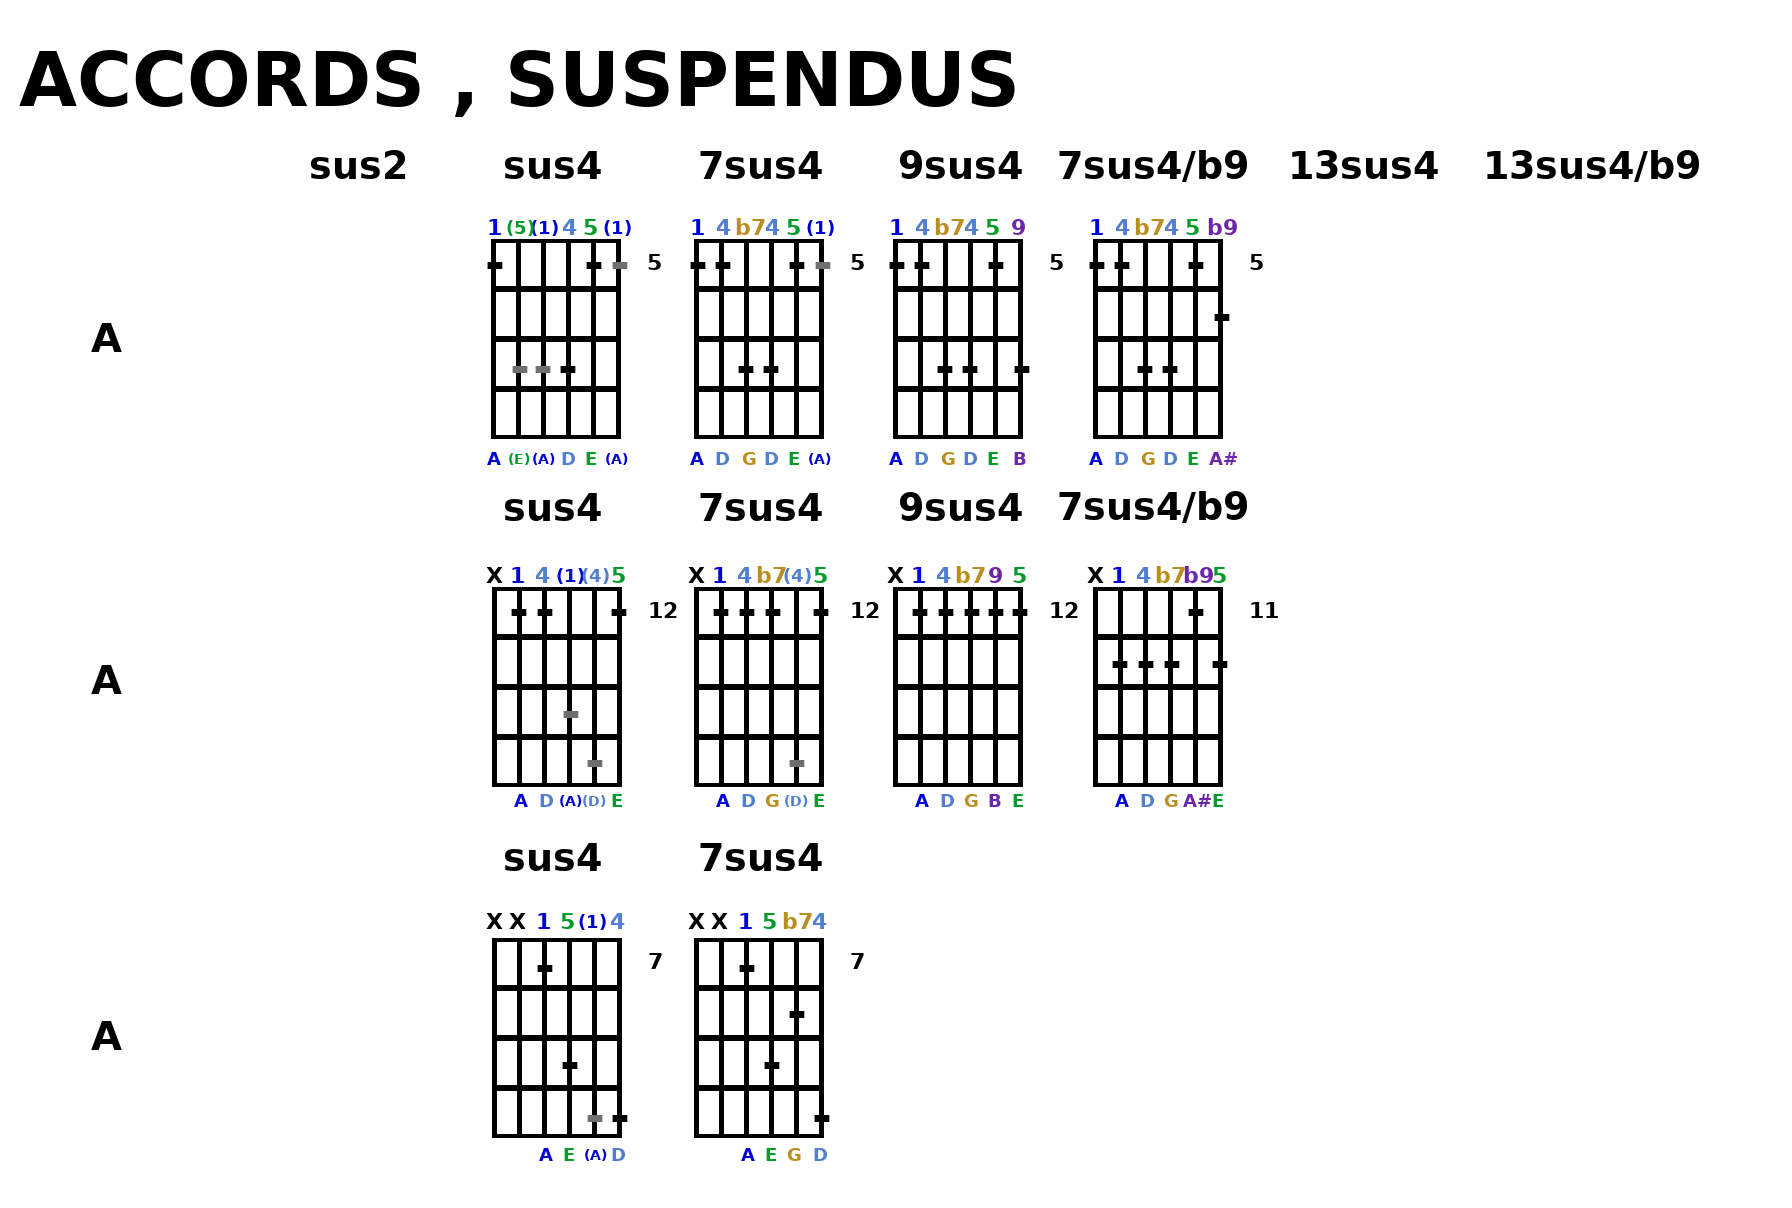 ACCORDS , SUSPENDUS
sus2 sus4 7sus4 9sus4 7sus4/b9 13sus4 13sus4/b9
1 (5) (1) 4 5 (1) 1 4 b7 4 5 (1) 1 4 b7 4 5 9 1 4 b7 4 5 b9
5 5 5 5
A
A (E) (A) D E (A) A D G D E (A) A D G D E B A D G D E A#
sus4 7sus4 9sus4 7sus4/b9
X 1 4 (1) (4) 5 X 1 4 b7 (4) 5 X 1 4 b7 9 5 X 1 4 b7 b9 5
12 12 12 11
A
A D (A) (D) E A D G (D) E A D G B E A D G A# E
sus4 7sus4
X X 1 5 (1) 4 X X 1 5 b7 4
7 7
A
A E (A) D A E G D